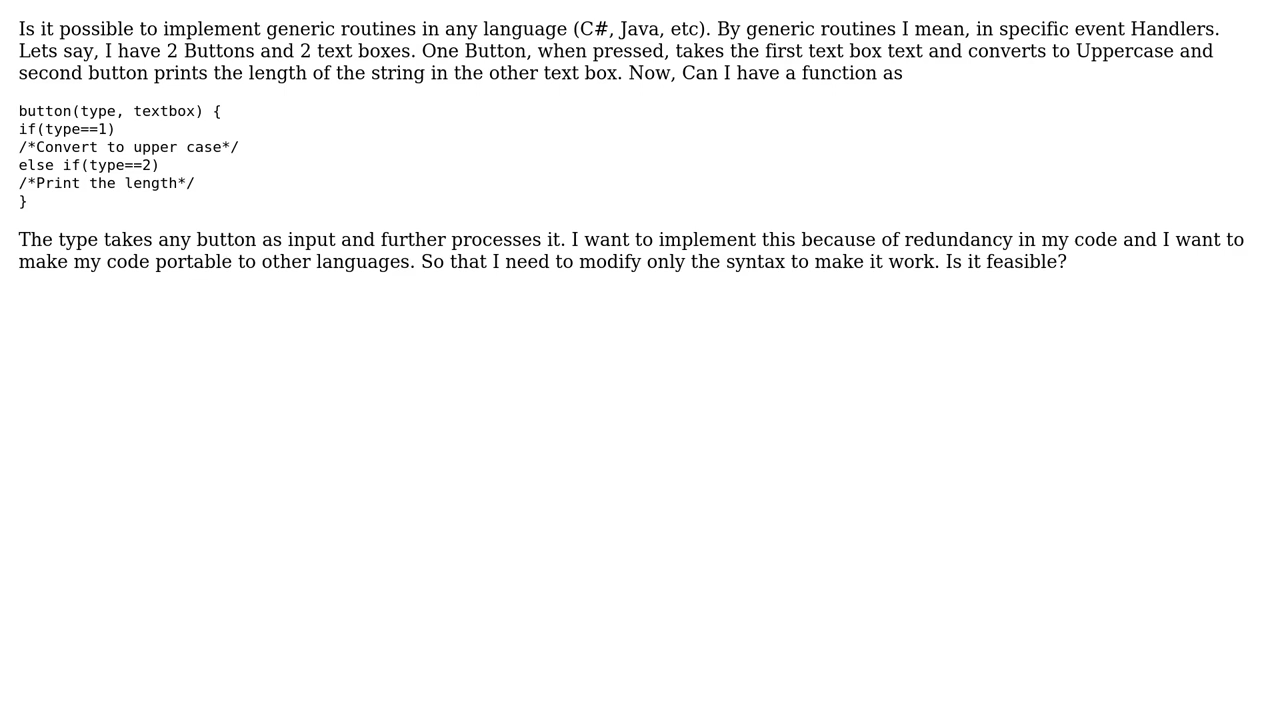 Is it possible to implement generic routines in any language (C#, Java, etc). By generic routines I mean, in specific event Handlers.
Lets say, I have 2 Buttons and 2 text boxes. One Button, when pressed, takes the first text box text and converts to Uppercase and
second button prints the length of the string in the other text box. Now, Can I have a function as
button(type, textbox) {
if(type==1)
/*Convert to upper case*/
else if(type==2)
/*Print the length*/
}
The type takes any button as input and further processes it. I want to implement this because of redundancy in my code and I want to
make my code portable to other languages. So that I need to modify only the syntax to make it work. Is it feasible?